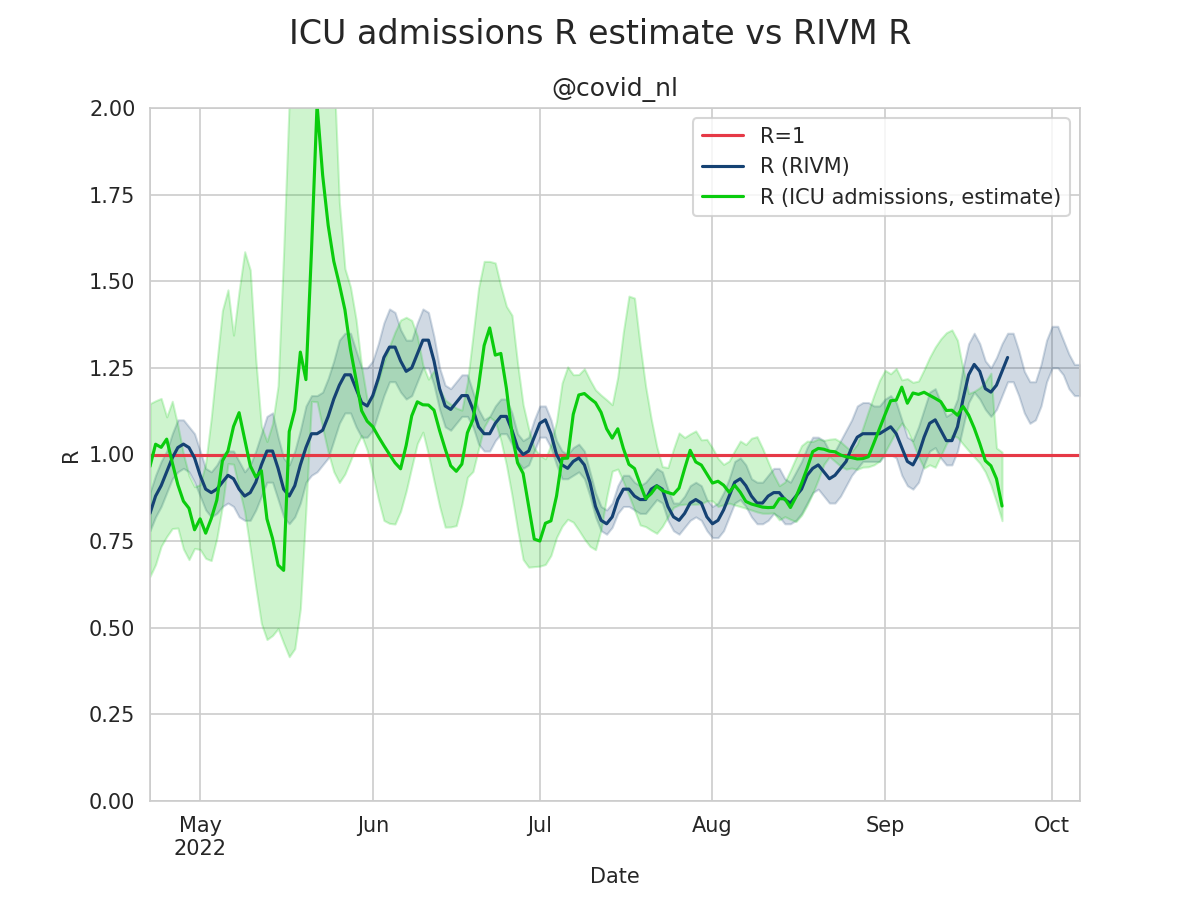 ICU admissions R estimate vs RIVM R
@covid_nl
R=1
R (RIVM)
R (ICU admissions, estimate)
2.00
1.75
1.50
1.25
1.00
0.75
0.50
0.25
0.00
R
May Jun Jul Aug Sep Oct
2022
Date